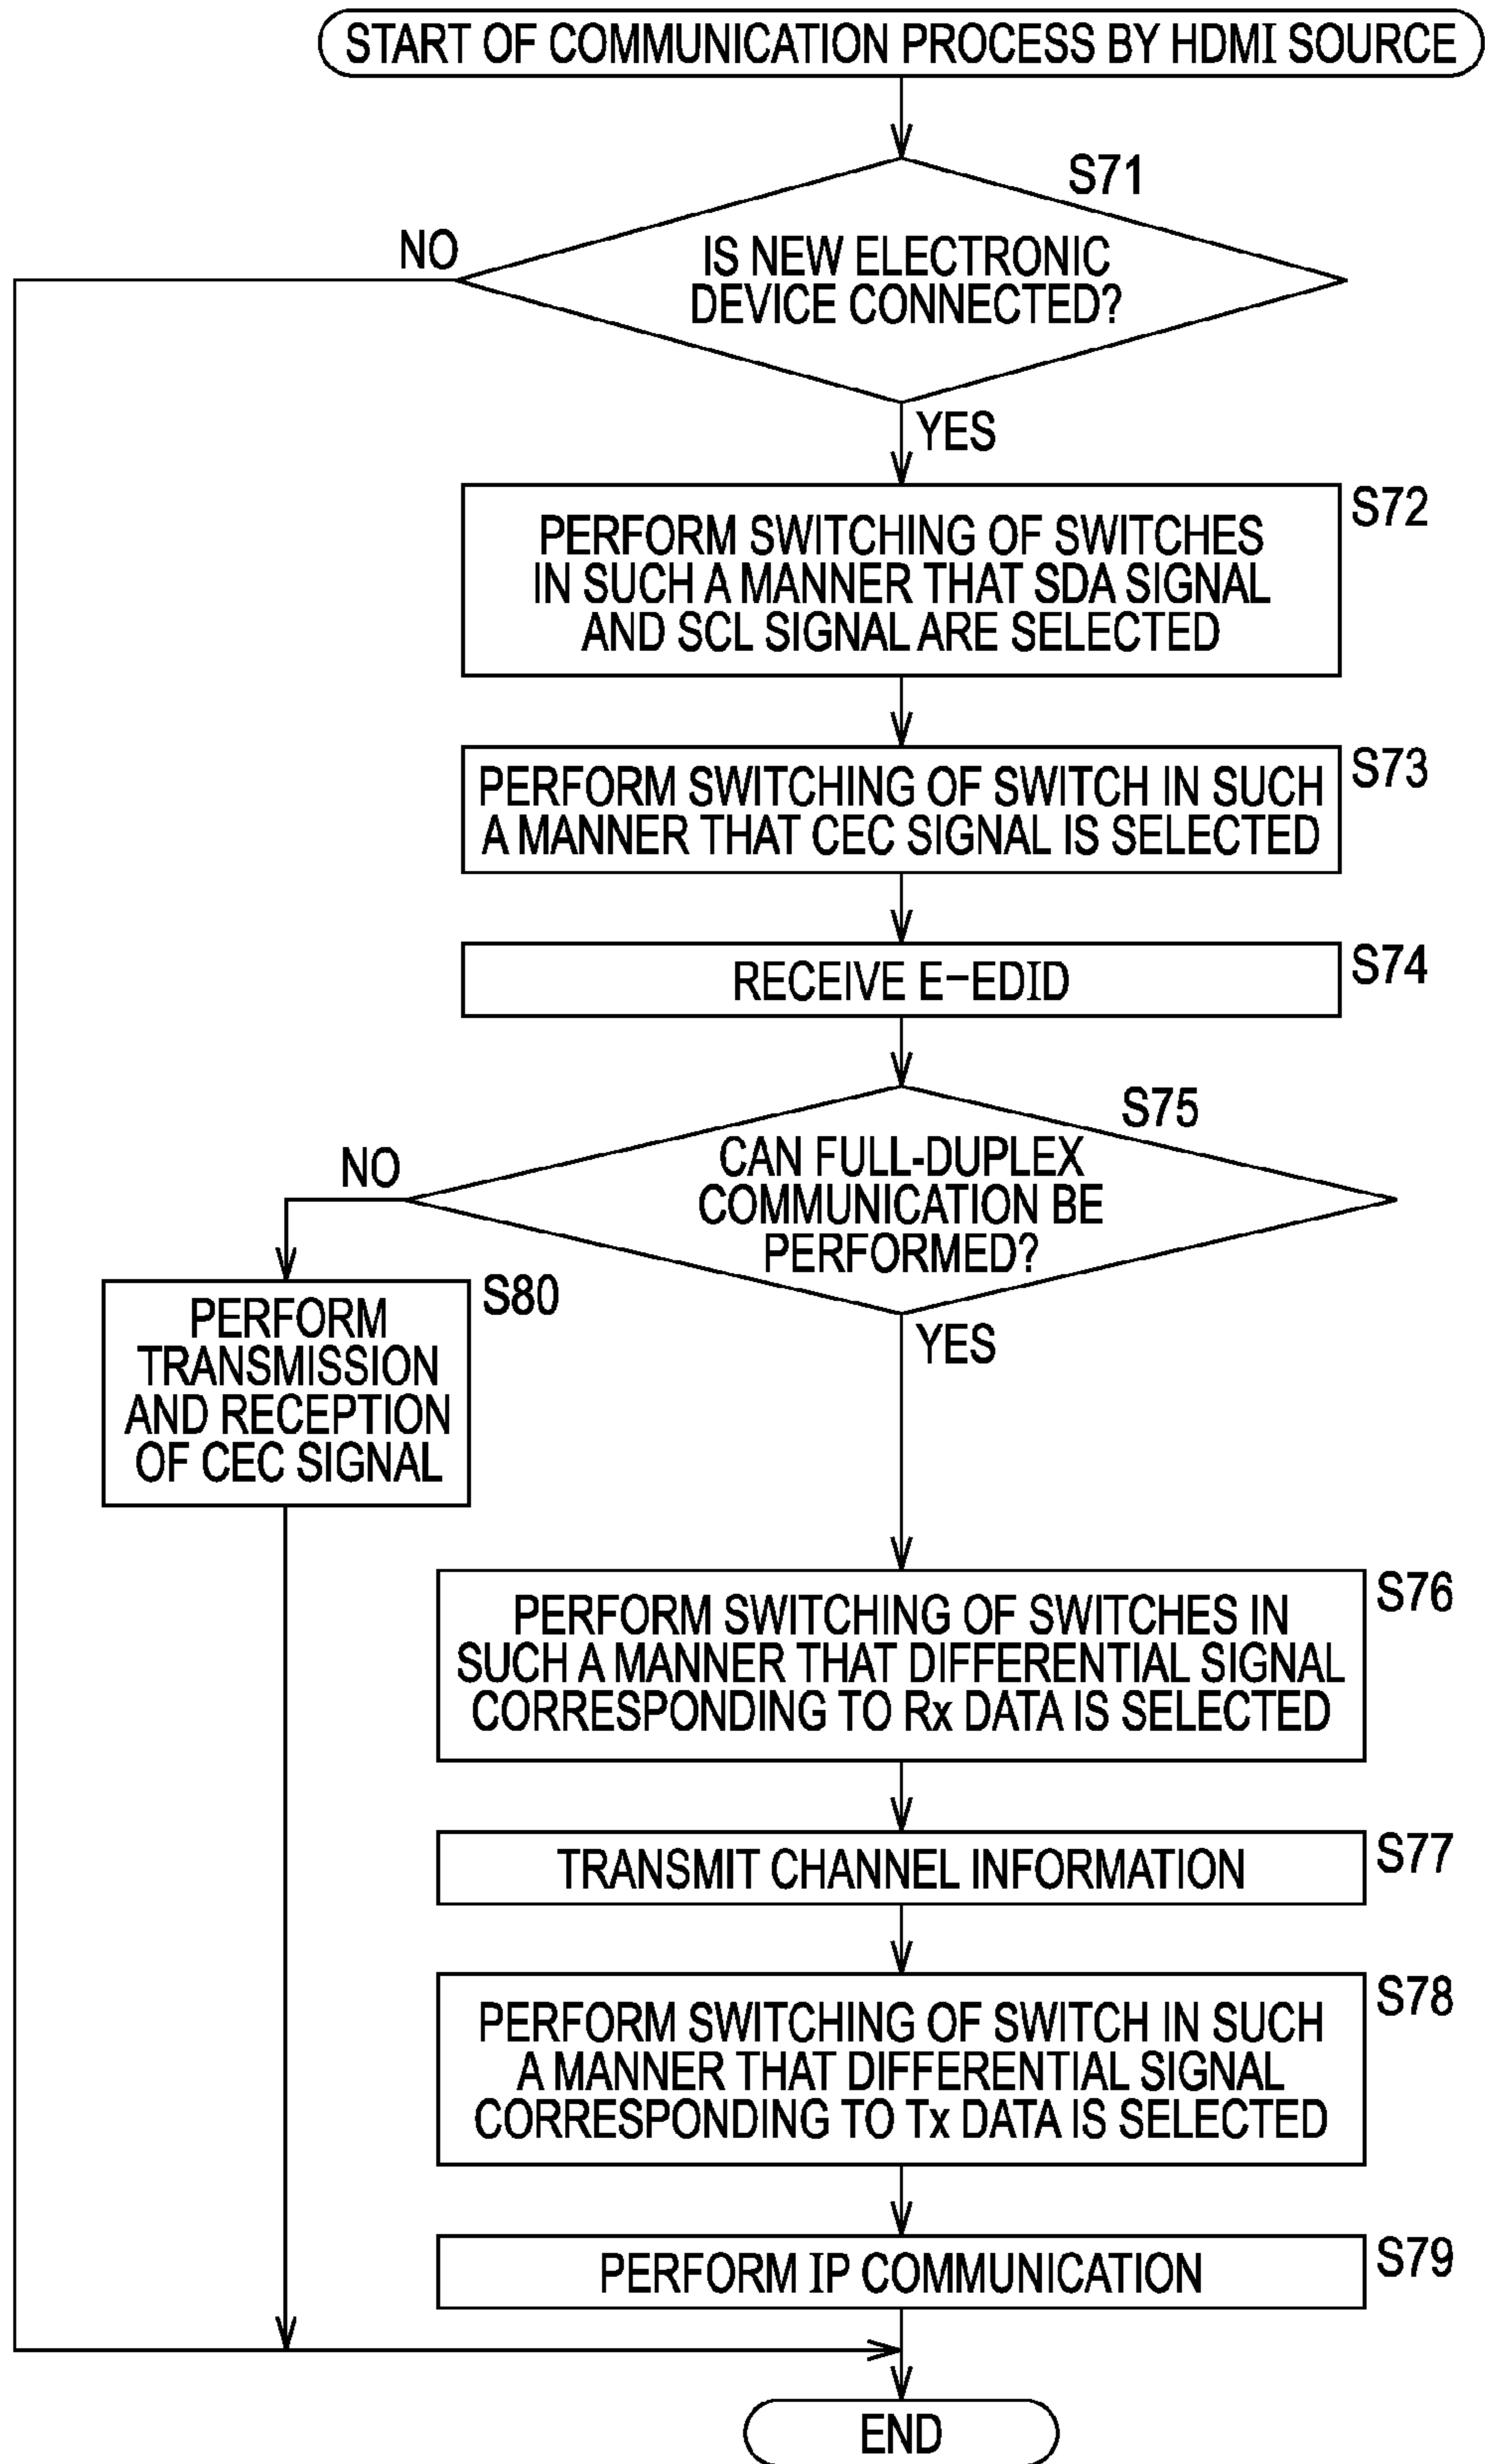 START OF COMMUNICATION PROCESS BY HDMI SOURCE
S71
NO
IS NEW ELECTRONIC
DEVICE CONNECTED?
YES
S72
PERFORM SWITCHING OF SWITCHES
IN SUCH A MANNER THAT SDA SIGNAL
AND SCL SIGNAL ARE SELECTED
S73
PERFORM SWITCHING OF SWITCH IN SUCH
A MANNER THAT CEC SIGNAL IS SELECTED
S74
RECEIVE E-EDID
S75
NO
CAN FULL-DUPLEX
COMMUNICATION BE
PERFORMED?
YES
S80
PERFORM
TRANSMISSION
AND RECEPTION
OF CEC SIGNAL
S76
PERFORM SWITCHING OF SWITCHES IN
SUCH A MANNER THAT DIFFERENTIAL SIGNAL
CORRESPONDING TO Rx DATA IS SELECTED
S77
TRANSMIT CHANNEL INFORMATION
S78
PERFORM SWITCHING OF SWITCH IN SUCH
A MANNER THAT DIFFERENTIAL SIGNAL
CORRESPONDING TO Tx DATA IS SELECTED
S79
PERFORM IP COMMUNICATION
END